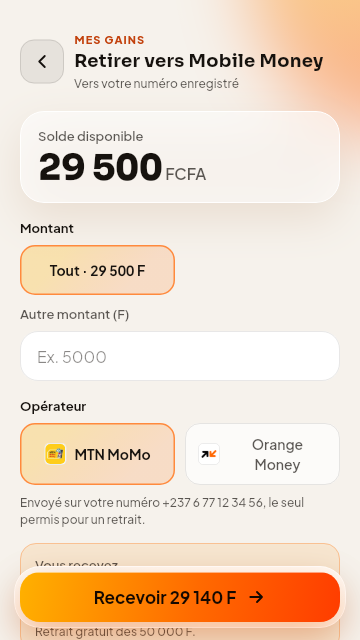 MES GAINS
Retirer vers Mobile Money
Vers votre numéro enregistré
Solde disponible
29 500 FCFA
Montant
Tout · 29 500 F
Autre montant (F)
Ex. 5000
Opérateur
MTN MoMo
Orange
Money
Envoyé sur votre numéro +237 6 77 12 34 56, le seul
permis pour un retrait.
Vous recevez
Recevoir 29 140 F →
Retrait gratuit dès 50 000 F.